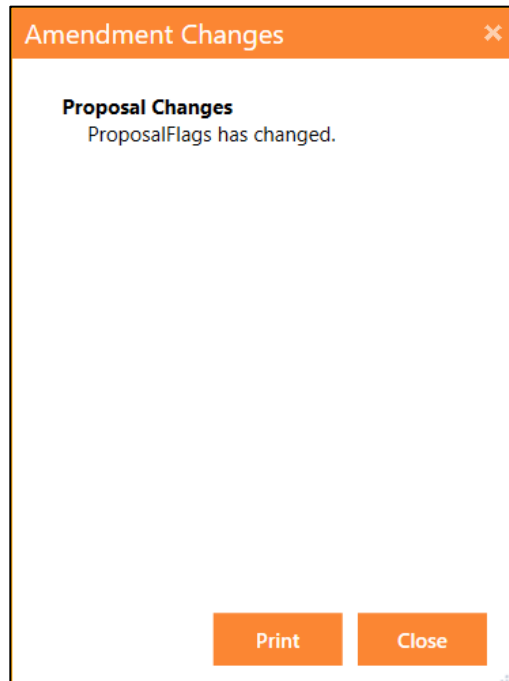 Amendment Changes
Proposal Changes
ProposalFlags has changed.
Print
Close